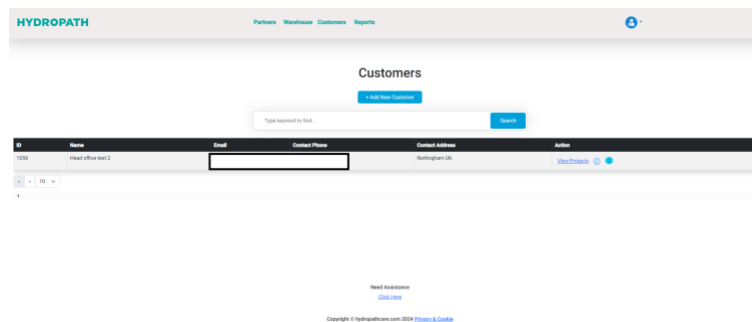 HYDROPATH Partners Warehouse Customers Reports
Customers
+ Add New Customer
Type keyword to find... Search
ID Name Email Contact Phone Contact Address Action
1056 Head office test 2 Nottingham UK View Projects
10
Need Assistance
Click Here
Copyright © hydropathcare.com 2024 Privacy & Cookie